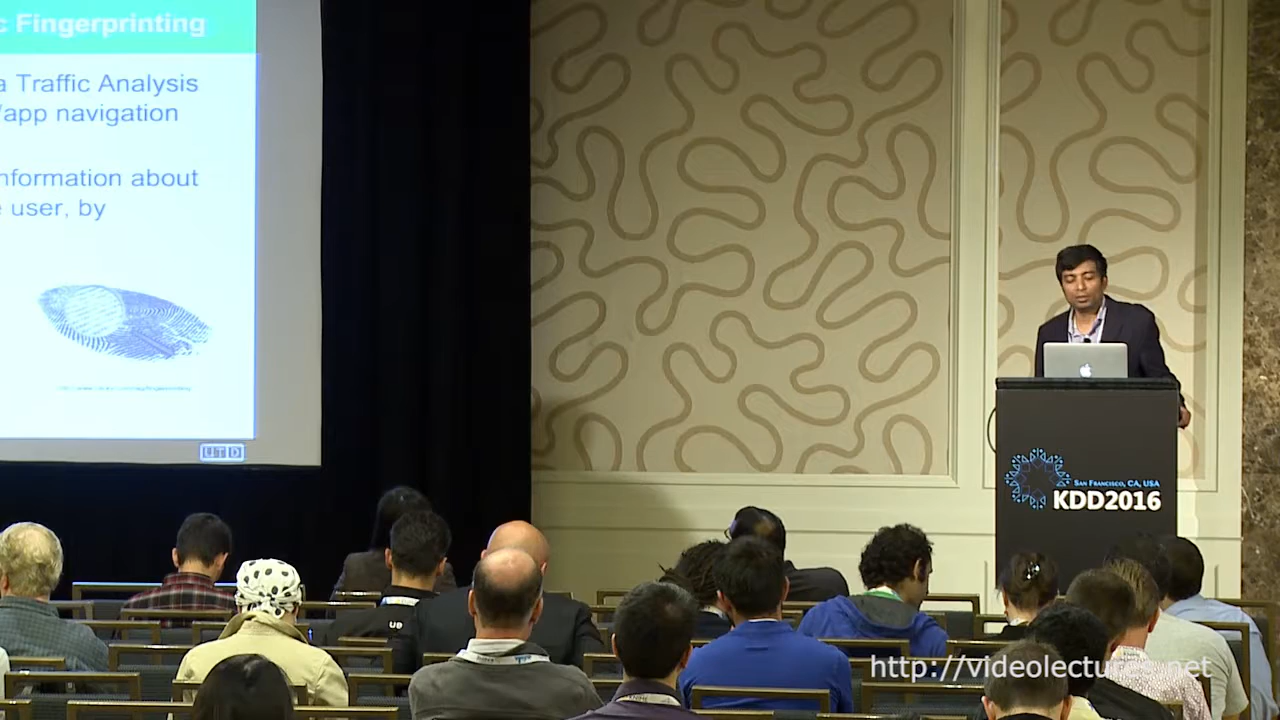 c Fingerprinting
a Traffic Analysis
/app navigation
nformation about
e user, by
UTD
SAN FRANCISCO, CA, USA
KDD2016
http://videolectures.net